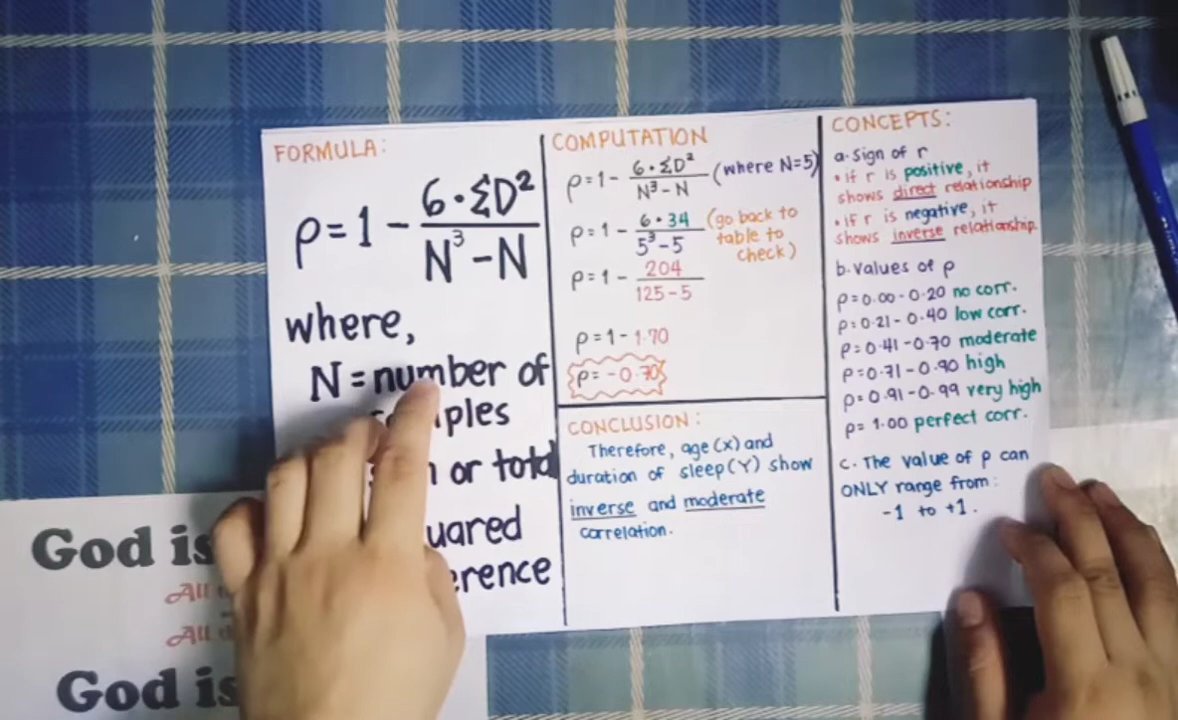 FORMULA:
ρ = 1 - 6·ΣD² / N³-N
where,
N = number of
ples
or total
uared
erence
COMPUTATION
ρ = 1 - 6·ΣD² / N³-N (where N=5)
ρ = 1 - 6·34 / 5³-5 (go back to
table to
check)
ρ = 1 - 204 / 125-5
ρ = 1 - 1.70
ρ = -0.70
CONCLUSION:
Therefore, age (x) and
duration of sleep (Y) show
inverse and moderate
correlation.
CONCEPTS:
a. Sign of r
• if r is positive, it
shows direct relationship
• if r is negative, it
shows inverse relationship.
b. values of ρ
ρ=0.00-0.20 no corr.
ρ=0.21-0.40 low corr.
ρ=0.41-0.70 moderate
ρ=0.71-0.90 high
ρ=0.91-0.99 very high
ρ=1.00 perfect corr.
c. The value of ρ can
ONLY range from:
-1 to +1.
God is
All
All
God is